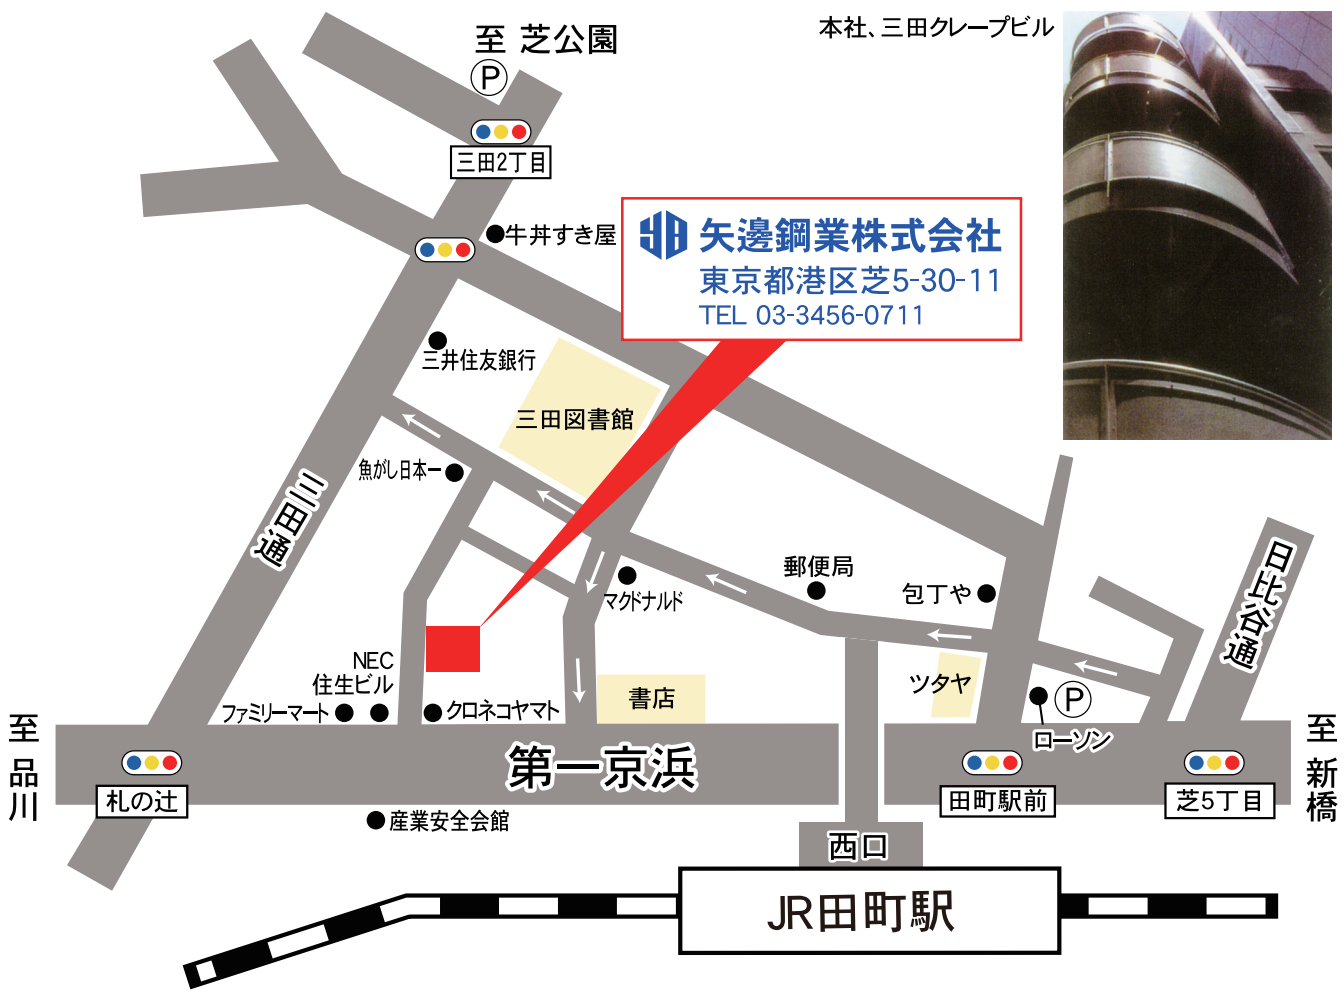 本社、三田クレープビル
至 芝公園
P
三田2丁目
牛丼すき屋
矢邊鋼業株式会社
東京都港区芝5-30-11
TEL 03-3456-0711
三井住友銀行
三田図書館
魚がし日本一
三田通
マクドナルド
郵便局
包丁や
日比谷通
NEC
住生ビル
ファミリーマート
クロネコヤマト
書店
ツタヤ
P
ローソン
至 品川
第一京浜
至 新橋
札の辻
田町駅前
芝5丁目
産業安全会館
西口
JR田町駅